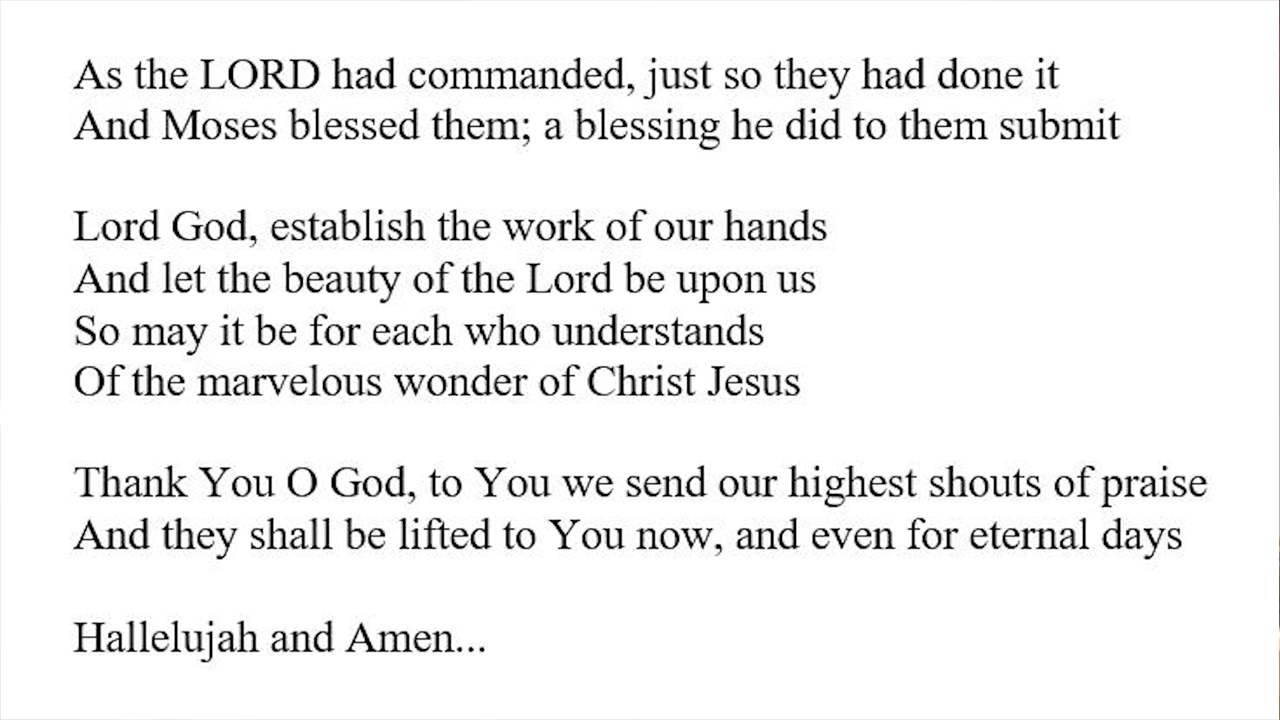 As the LORD had commanded, just so they had done it
And Moses blessed them; a blessing he did to them submit
Lord God, establish the work of our hands
And let the beauty of the Lord be upon us
So may it be for each who understands
Of the marvelous wonder of Christ Jesus
Thank You O God, to You we send our highest shouts of praise
And they shall be lifted to You now, and even for eternal days
Hallelujah and Amen...